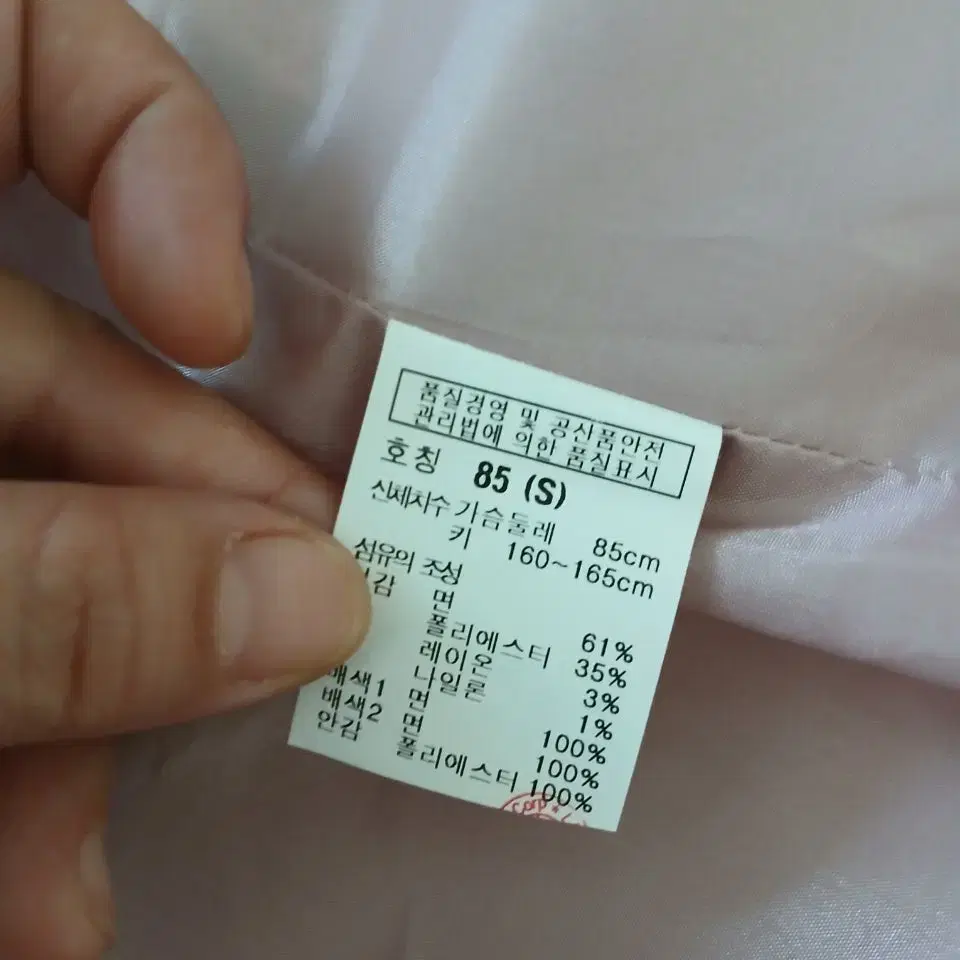 품질경영 및 공산품안전
관리법에 의한 품질표시
호칭 85 (S)
신체치수 가슴둘레 85cm
키 160~165cm
섬유의 조성
감 면 61%
폴리에스터 35%
레이온 3%
나일론 1%
배색1 면 100%
배색2 면 100%
안감 폴리에스터 100%